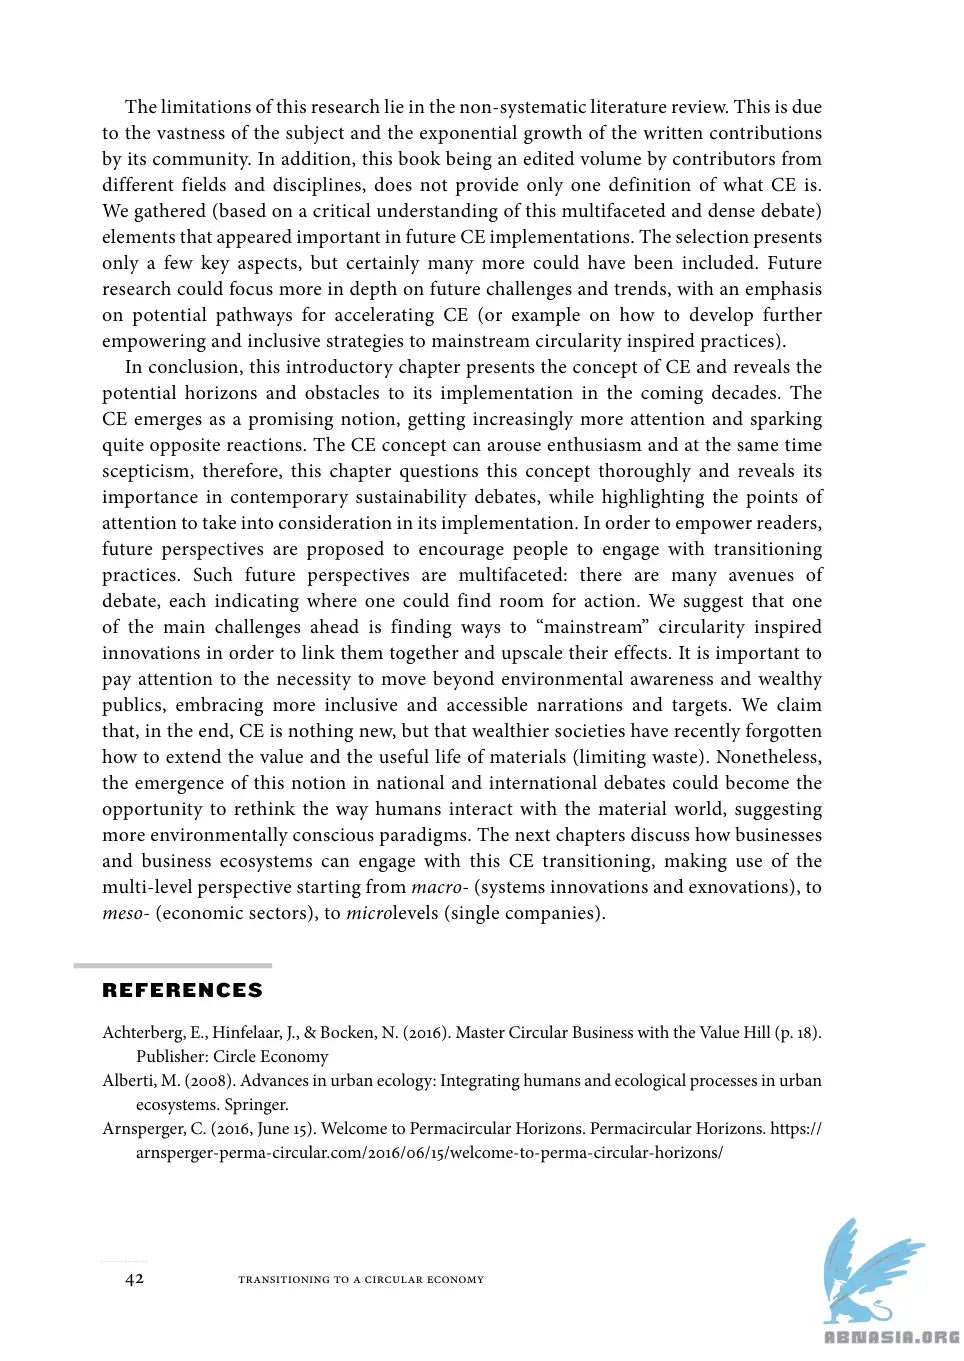 The limitations of this research lie in the non-systematic literature review. This is due
to the vastness of the subject and the exponential growth of the written contributions
by its community. In addition, this book being an edited volume by contributors from
different fields and disciplines, does not provide only one definition of what CE is.
We gathered (based on a critical understanding of this multifaceted and dense debate)
elements that appeared important in future CE implementations. The selection presents
only a few key aspects, but certainly many more could have been included. Future
research could focus more in depth on future challenges and trends, with an emphasis
on potential pathways for accelerating CE (or example on how to develop further
empowering and inclusive strategies to mainstream circularity inspired practices).
In conclusion, this introductory chapter presents the concept of CE and reveals the
potential horizons and obstacles to its implementation in the coming decades. The
CE emerges as a promising notion, getting increasingly more attention and sparking
quite opposite reactions. The CE concept can arouse enthusiasm and at the same time
scepticism, therefore, this chapter questions this concept thoroughly and reveals its
importance in contemporary sustainability debates, while highlighting the points of
attention to take into consideration in its implementation. In order to empower readers,
future perspectives are proposed to encourage people to engage with transitioning
practices. Such future perspectives are multifaceted: there are many avenues of
debate, each indicating where one could find room for action. We suggest that one
of the main challenges ahead is finding ways to “mainstream” circularity inspired
innovations in order to link them together and upscale their effects. It is important to
pay attention to the necessity to move beyond environmental awareness and wealthy
publics, embracing more inclusive and accessible narrations and targets. We claim
that, in the end, CE is nothing new, but that wealthier societies have recently forgotten
how to extend the value and the useful life of materials (limiting waste). Nonetheless,
the emergence of this notion in national and international debates could become the
opportunity to rethink the way humans interact with the material world, suggesting
more environmentally conscious paradigms. The next chapters discuss how businesses
and business ecosystems can engage with this CE transitioning, making use of the
multi-level perspective starting from macro- (systems innovations and exnovations), to
meso- (economic sectors), to microlevels (single companies).
REFERENCES
Achterberg, E., Hinfelaar, J., & Bocken, N. (2016). Master Circular Business with the Value Hill (p. 18).
Publisher: Circle Economy
Alberti, M. (2008). Advances in urban ecology: Integrating humans and ecological processes in urban
ecosystems. Springer.
Arnsperger, C. (2016, June 15). Welcome to Permacircular Horizons. Permacircular Horizons. https://
arnsperger-perma-circular.com/2016/06/15/welcome-to-perma-circular-horizons/
42 TRANSITIONING TO A CIRCULAR ECONOMY
ABNASIA.ORG